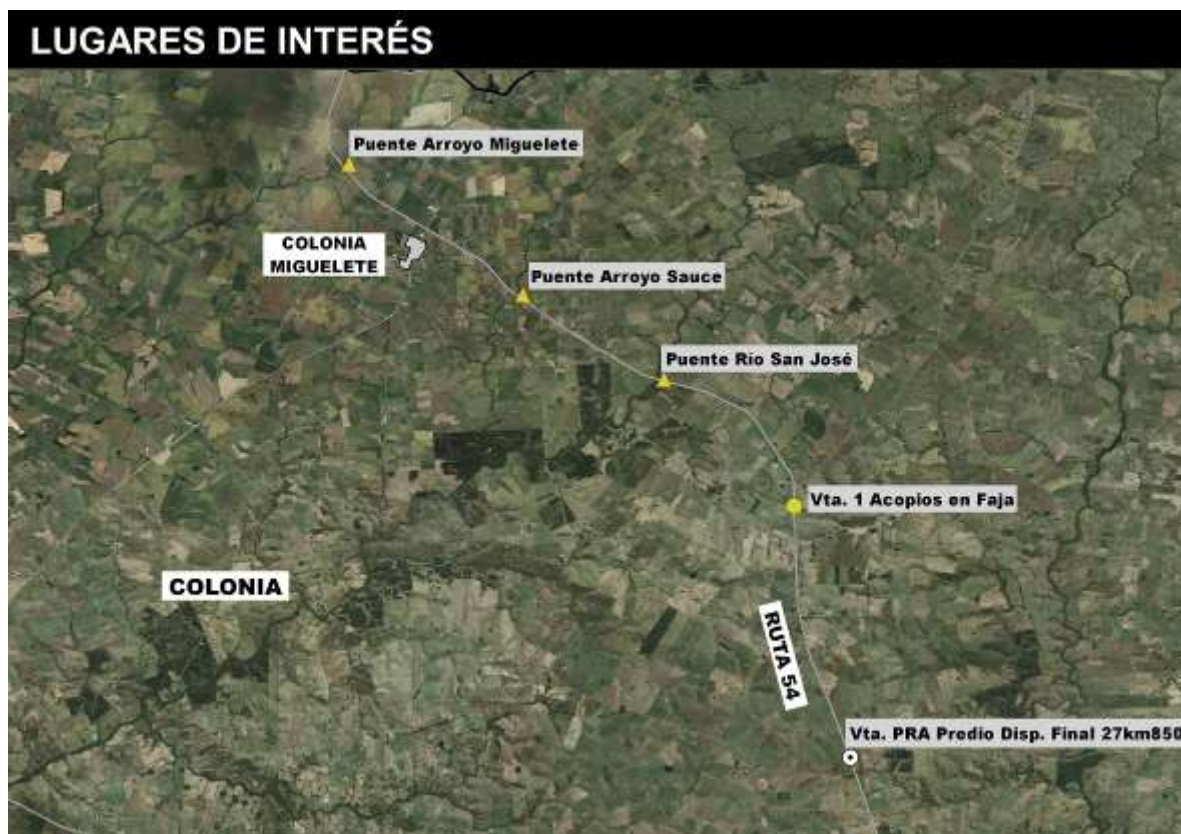 LUGARES DE INTERÉS
Puente Arroyo Miguelete
COLONIA
MIGUELETE
Puente Arroyo Sauce
Puente Río San José
Vta. 1 Acopios en Faja
COLONIA
RUTA 54
Vta. PRA Predio Disp. Final 27km850